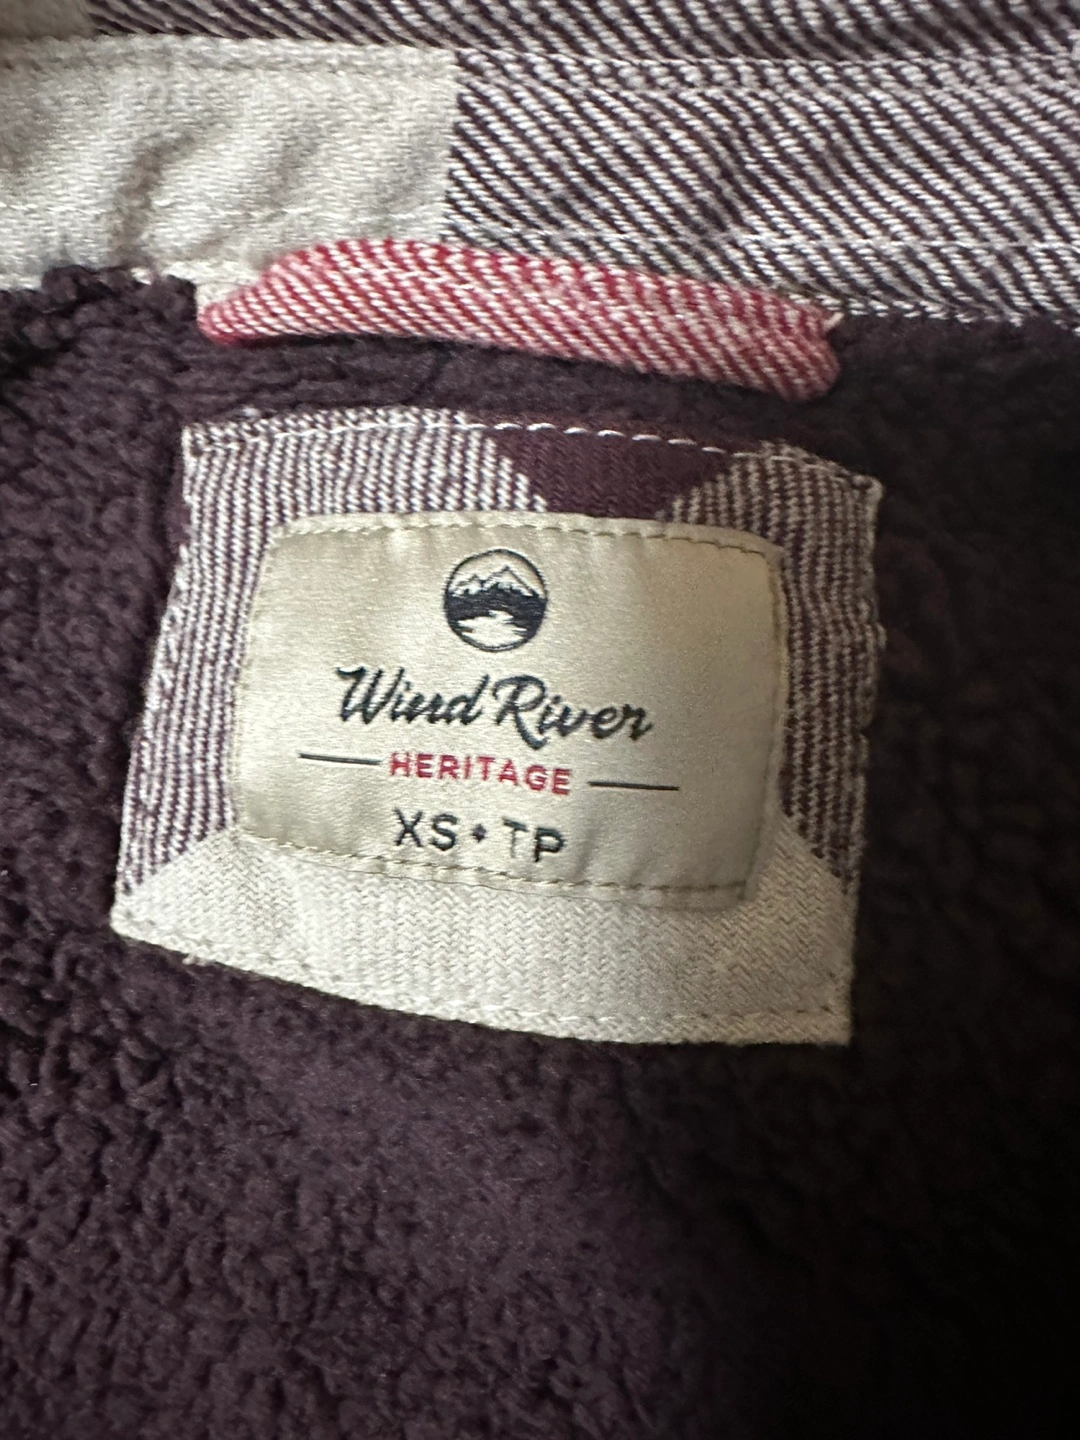 Wind River
HERITAGE
XS • TP